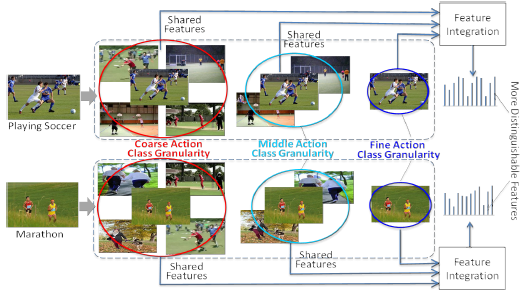 Shared
Features
Shared
Features
Feature
Integration
Playing Soccer
Coarse Action
Class Granularity
Middle Action
Class Granularity
Fine Action
Class Granularity
More Distinguishable Features
Marathon
Shared
Features
Shared
Features
Feature
Integration